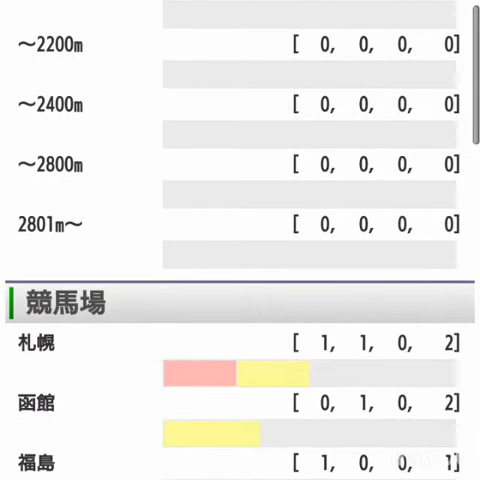 ～2200m [ 0, 0, 0, 0]
～2400m [ 0, 0, 0, 0]
～2800m [ 0, 0, 0, 0]
2801m～ [ 0, 0, 0, 0]
競馬場
札幌 [ 1, 1, 0, 2]
函館 [ 0, 1, 0, 2]
福島 [ 1, 0, 0, 1]